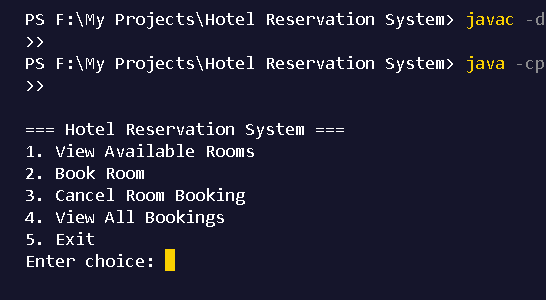 PS F:\My Projects\Hotel Reservation System> javac -d
>>
PS F:\My Projects\Hotel Reservation System> java -cp
>>
=== Hotel Reservation System ===
1. View Available Rooms
2. Book Room
3. Cancel Room Booking
4. View All Bookings
5. Exit
Enter choice: